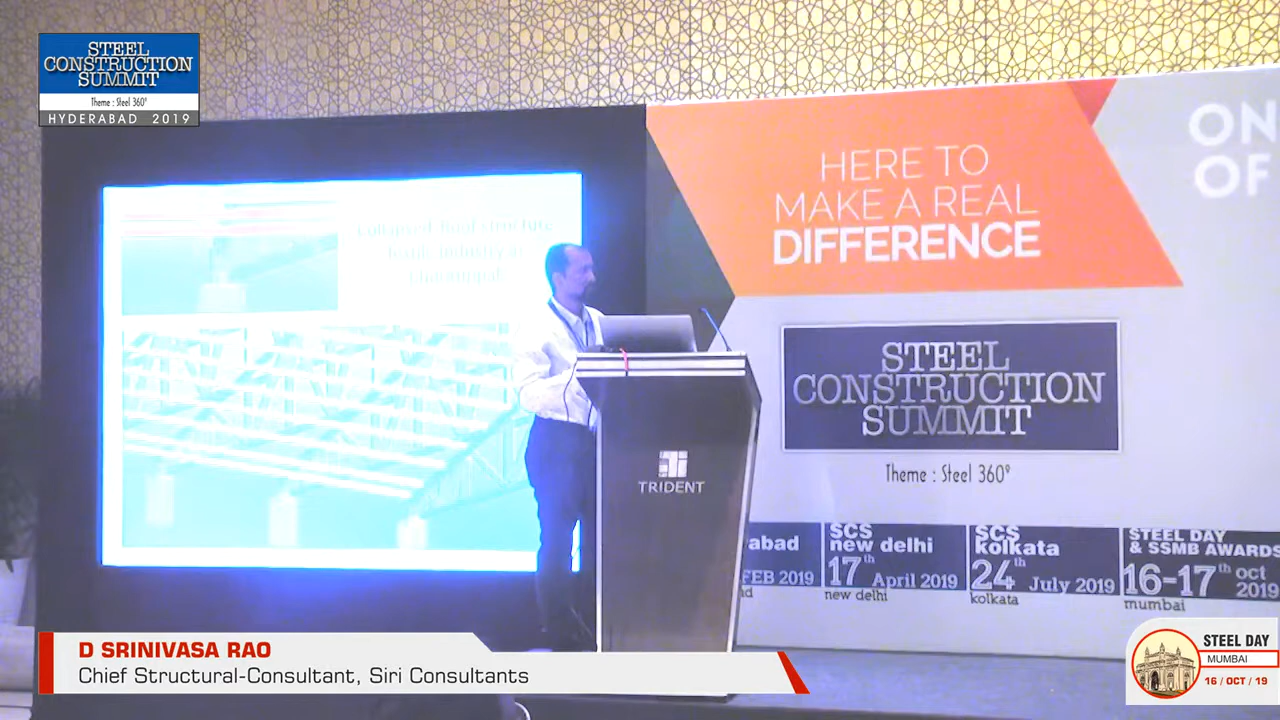 STEEL
CONSTRUCTION
SUMMIT
Theme : Steel 360°
HYDERABAD 2019
HERE TO
MAKE A REAL
DIFFERENCE
ON
OF
STEEL
CONSTRUCTION
SUMMIT
Theme : Steel 360°
TRIDENT
abad
FEB 2019
SCS
new delhi
17th April 2019
new delhi
SCS
kolkata
24th July 2019
kolkata
STEEL DAY
& SSMB AWARDS
16-17th oct
2019
mumbai
D SRINIVASA RAO
Chief Structural-Consultant, Siri Consultants
STEEL DAY
MUMBAI
16 / OCT / 19